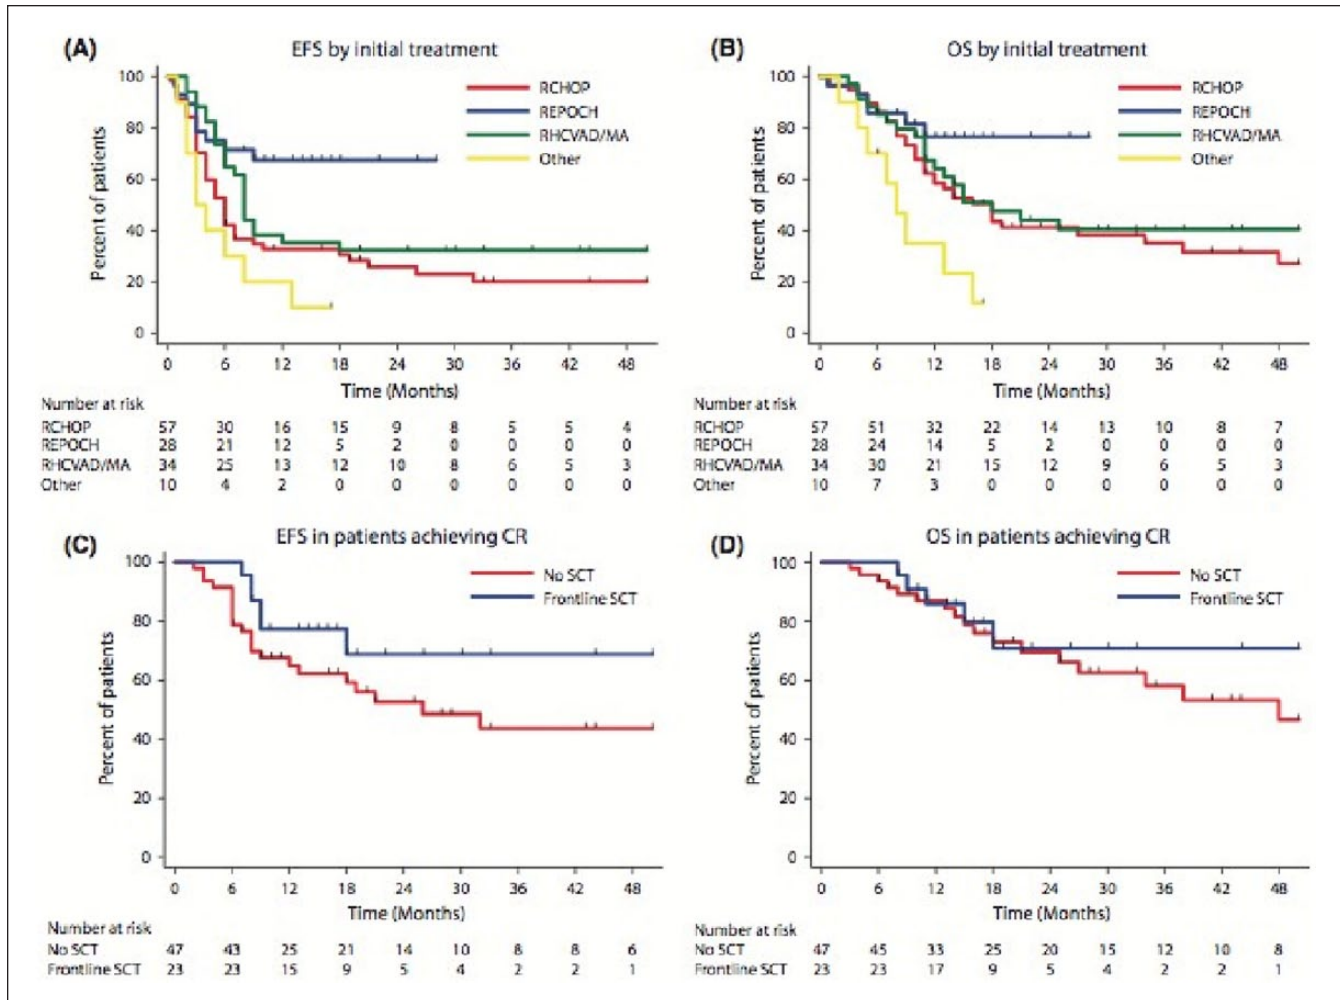 (A) EFS by initial treatment
100
80
60
40
20
0
Percent of patients
RCHOP
REPOCH
RHCVAD/MA
Other
0 6 12 18 24 30 36 42 48
Time (Months)
Number at risk
RCHOP 57 30 16 15 9 8 5 5 4
REPOCH 28 21 12 5 2 0 0 0 0
RHCVAD/MA 34 25 13 12 10 8 6 5 3
Other 10 4 2 0 0 0 0 0 0
(B) OS by initial treatment
100
80
60
40
20
0
Percent of patients
RCHOP
REPOCH
RHCVAD/MA
Other
0 6 12 18 24 30 36 42 48
Time (Months)
Number at risk
RCHOP 57 51 32 22 14 13 10 8 7
REPOCH 28 24 14 5 2 0 0 0 0
RHCVAD/MA 34 30 21 15 12 9 6 5 3
Other 10 7 3 0 0 0 0 0 0
(C) EFS in patients achieving CR
100
80
60
40
20
0
Percent of patients
No SCT
Frontline SCT
0 6 12 18 24 30 36 42 48
Time (Months)
Number at risk
No SCT 47 43 25 21 14 10 8 8 6
Frontline SCT 23 23 15 9 5 4 2 2 1
(D) OS in patients achieving CR
100
80
60
40
20
0
Percent of patients
No SCT
Frontline SCT
0 6 12 18 24 30 36 42 48
Time (Months)
Number at risk
No SCT 47 45 33 25 20 15 12 10 8
Frontline SCT 23 23 17 9 5 4 2 2 1